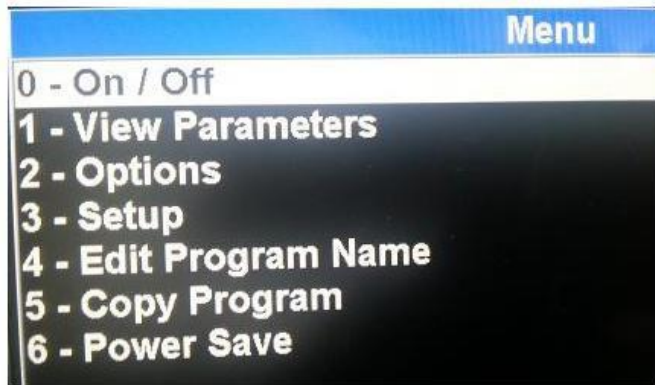 Menu
0 - On / Off
1 - View Parameters
2 - Options
3 - Setup
4 - Edit Program Name
5 - Copy Program
6 - Power Save